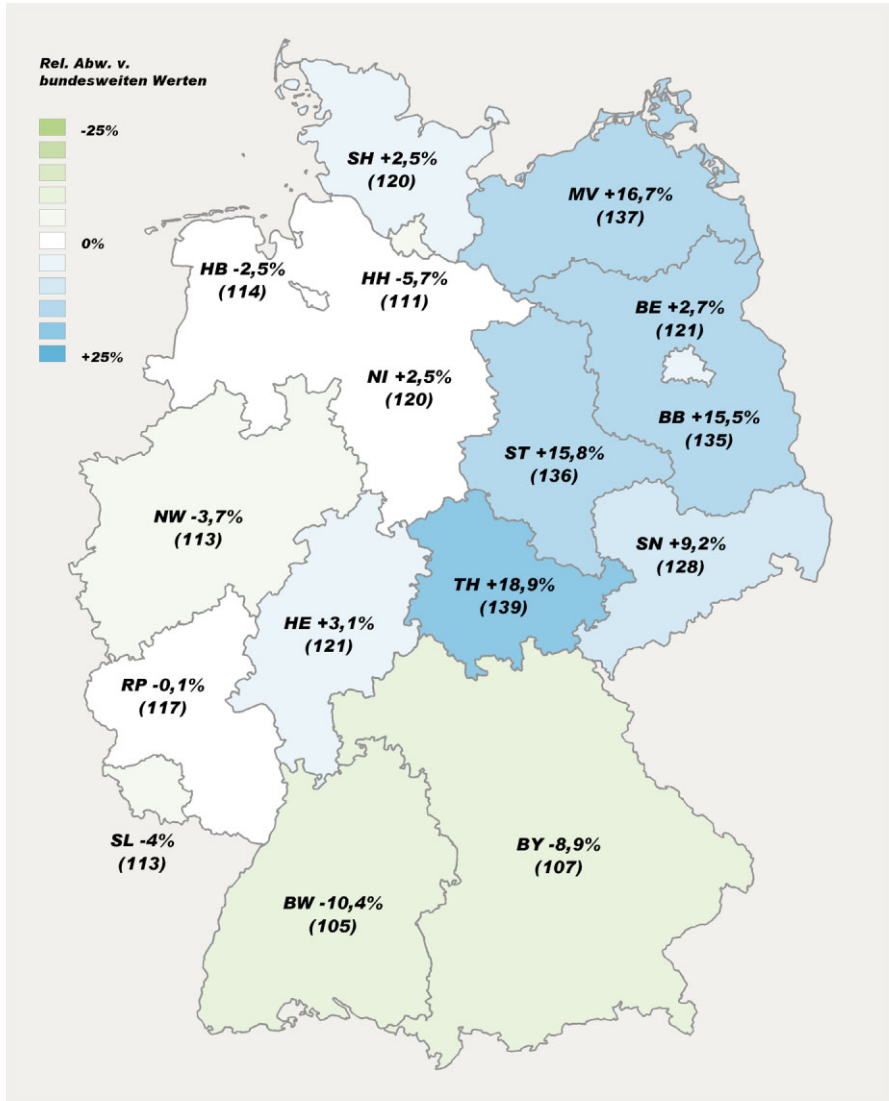 Rel. Abw. v.
bundesweiten Werten
-25%
0%
+25%
SH +2,5%
(120)
MV +16,7%
(137)
HB -2,5%
(114)
HH -5,7%
(111)
BE +2,7%
(121)
NI +2,5%
(120)
BB +15,5%
(135)
ST +15,8%
(136)
NW -3,7%
(113)
SN +9,2%
(128)
TH +18,9%
(139)
HE +3,1%
(121)
RP -0,1%
(117)
SL -4%
(113)
BY -8,9%
(107)
BW -10,4%
(105)